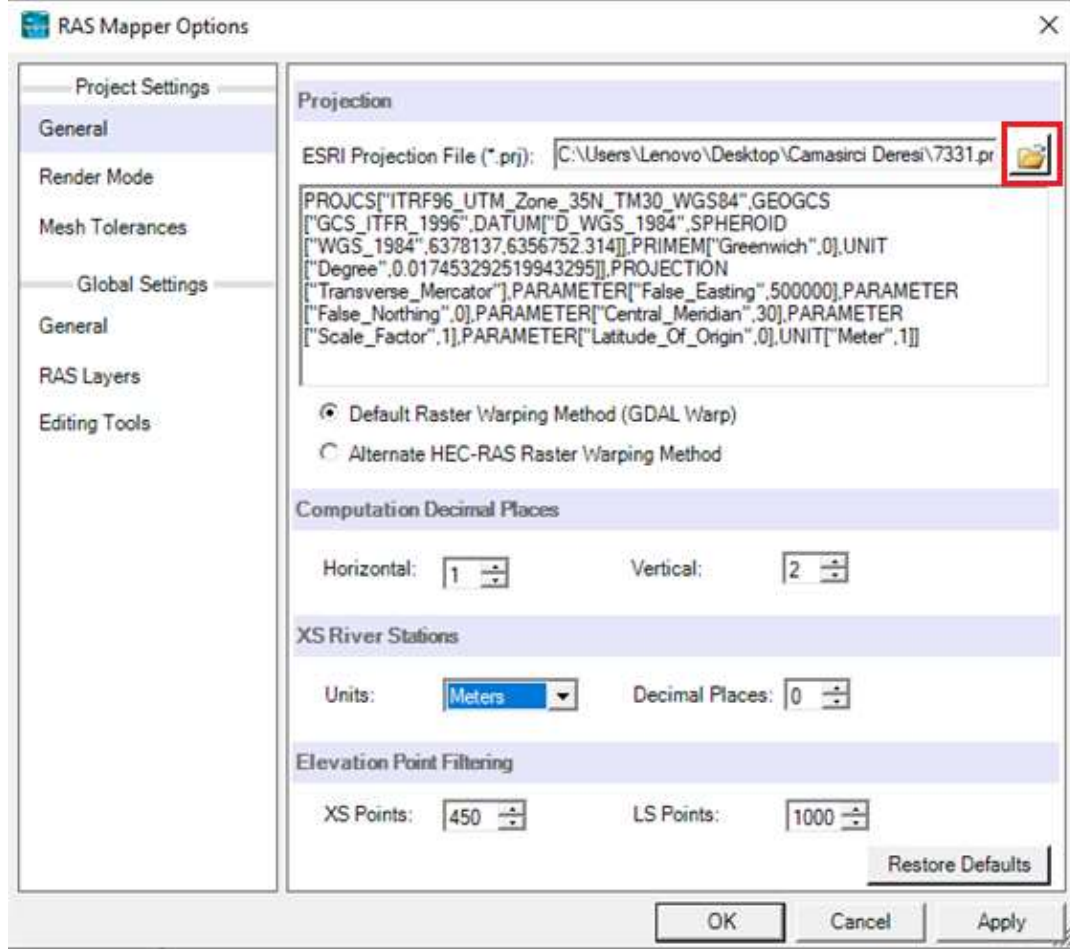 RAS Mapper Options
Project Settings
General
Render Mode
Mesh Tolerances
Global Settings
General
RAS Layers
Editing Tools
Projection
ESRI Projection File (*.prj): C:\Users\Lenovo\Desktop\Camasirci Deresi\7331.pr
PROJCS["ITRF96_UTM_Zone_35N_TM30_WGS84",GEOGCS
["GCS_ITFR_1996",DATUM["D_WGS_1984",SPHEROID
["WGS_1984",6378137,6356752.314]],PRIMEM["Greenwich",0],UNIT
["Degree",0.017453292519943295]],PROJECTION
["Transverse_Mercator"],PARAMETER["False_Easting",500000],PARAMETER
["False_Northing",0],PARAMETER["Central_Meridian",30],PARAMETER
["Scale_Factor",1],PARAMETER["Latitude_Of_Origin",0],UNIT["Meter",1]]
Default Raster Warping Method (GDAL Warp)
Alternate HEC-RAS Raster Warping Method
Computation Decimal Places
Horizontal: 1 Vertical: 2
XS River Stations
Units: Meters Decimal Places: 0
Elevation Point Filtering
XS Points: 450 LS Points: 1000
Restore Defaults
OK Cancel Apply